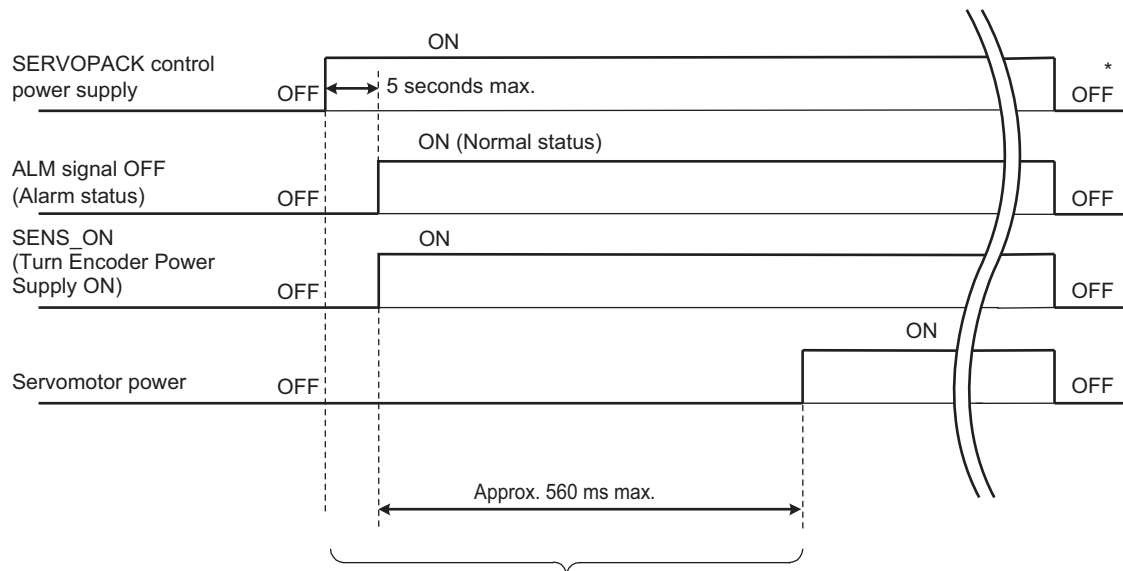 ON
SERVOPACK control
power supply
OFF
5 seconds max.
*
OFF
ON (Normal status)
ALM signal OFF
(Alarm status)
OFF
OFF
SENS_ON
(Turn Encoder Power
Supply ON)
OFF
ON
OFF
ON
Servomotor power
OFF
OFF
Approx. 560 ms max.